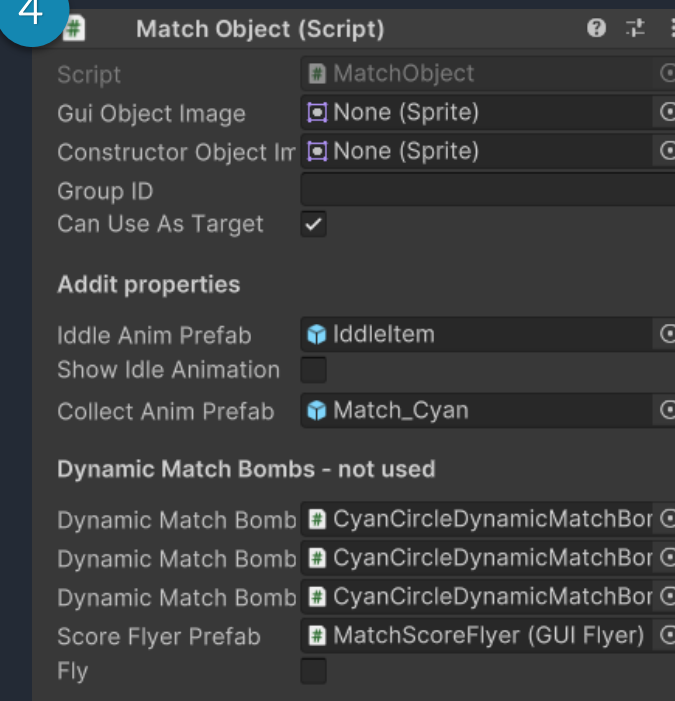 4
# Match Object (Script)
Script # MatchObject
Gui Object Image None (Sprite)
Constructor Object Im None (Sprite)
Group ID
Can Use As Target
Addit properties
Iddle Anim Prefab IddleItem
Show Idle Animation
Collect Anim Prefab Match_Cyan
Dynamic Match Bombs - not used
Dynamic Match Bomb # CyanCircleDynamicMatchBor
Dynamic Match Bomb # CyanCircleDynamicMatchBor
Dynamic Match Bomb # CyanCircleDynamicMatchBor
Score Flyer Prefab # MatchScoreFlyer (GUI Flyer)
Fly